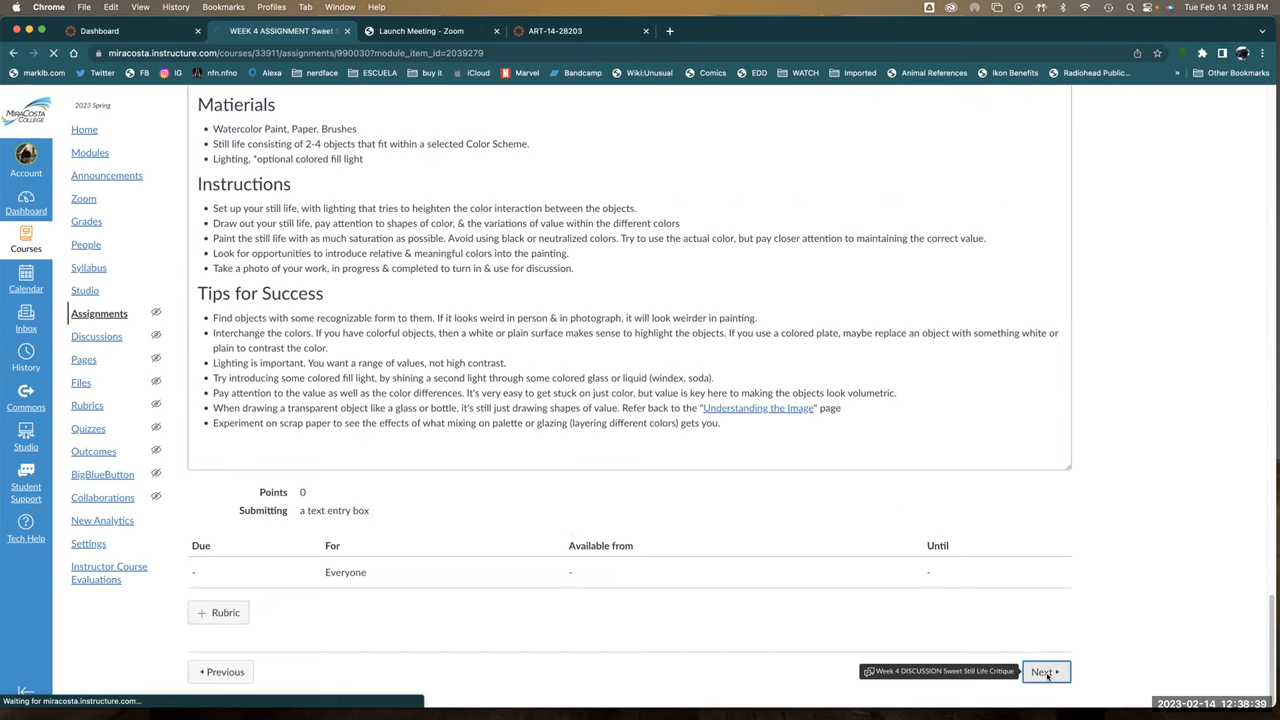 Chrome File Edit View History Bookmarks People Tab Window Help Tue Feb 14 12:38 PM
Dashboard × WEEK 4 ASSIGNMENT Sweet S × Launch Meeting - Zoom × ART-14-28203 × +
miracosta.instructure.com/courses/33911/assignments/990030?module_item_id=2039279
marklb.com Twitter FB IG nfn.nfno Alexa nerdface ESCUELA buy it iCloud Marvel Bandcamp Wiki:Unusual Comics EDD WATCH Imported Animal References Ikon Benefits Radiohead Public... » Other Bookmarks
MIRACOSTA COLLEGE
Account
Dashboard
Courses
Calendar
Inbox
History
Commons
Studio
Student Support
Tech Help
2023 Spring
Home
Modules
Announcements
Zoom
Grades
People
Syllabus
Studio
Assignments
Discussions
Pages
Files
Rubrics
Quizzes
Outcomes
BigBlueButton
Collaborations
New Analytics
Settings
Instructor Course
Evaluations
Matierials
• Watercolor Paint, Paper, Brushes
• Still life consisting of 2-4 objects that fit within a selected Color Scheme.
• Lighting, *optional colored fill light
Instructions
• Set up your still life, with lighting that tries to heighten the color interaction between the objects.
• Draw out your still life, pay attention to shapes of color, & the variations of value within the different colors
• Paint the still life with as much saturation as possible. Avoid using black or neutralized colors. Try to use the actual color, but pay closer attention to maintaining the correct value.
• Look for opportunities to introduce relative & meaningful colors into the painting.
• Take a photo of your work, in progress & completed to turn in & use for discussion.
Tips for Success
• Find objects with some recognizable form to them. If it looks weird in person & in photograph, it will look weirder in painting.
• Interchange the colors. If you have colorful objects, then a white or plain surface makes sense to highlight the objects. If you use a colored plate, maybe replace an object with something white or
plain to contrast the color.
• Lighting is important. You want a range of values, not high contrast.
• Try introducing some colored fill light, by shining a second light through some colored glass or liquid (windex, soda).
• Pay attention to the value as well as the color differences. It's very easy to get stuck on just color, but value is key here to making the objects look volumetric.
• When drawing a transparent object like a glass or bottle, it's still just drawing shapes of value. Refer back to the "Understanding the Image" page
• Experiment on scrap paper to see the effects of what mixing on palette or glazing (layering different colors) gets you.
Points 0
Submitting a text entry box
Due For Available from Until
- Everyone - -
+ Rubric
Previous
Week 4 DISCUSSION Sweet Still Life Critique
Next
Waiting for miracosta.instructure.com...
2023-02-14 12:38:39